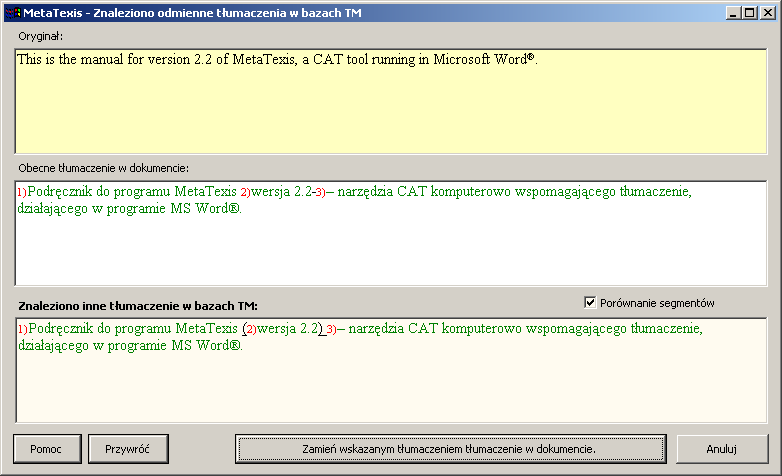 MetaTexis - Znaleziono odmienne tłumaczenia w bazach TM
Oryginał:
This is the manual for version 2.2 of MetaTexis, a CAT tool running in Microsoft Word®.
Obecne tłumaczenie w dokumencie:
1)Podręcznik do programu MetaTexis 2)wersja 2.2-3)– narzędzia CAT komputerowo wspomagającego tłumaczenie,
działającego w programie MS Word®.
Znaleziono inne tłumaczenie w bazach TM:
Porównanie segmentów
1)Podręcznik do programu MetaTexis (2)wersja 2.2) 3)– narzędzia CAT komputerowo wspomagającego tłumaczenie,
działającego w programie MS Word®.
Pomoc
Przywróć
Zamień wskazanym tłumaczeniem tłumaczenie w dokumencie.
Anuluj